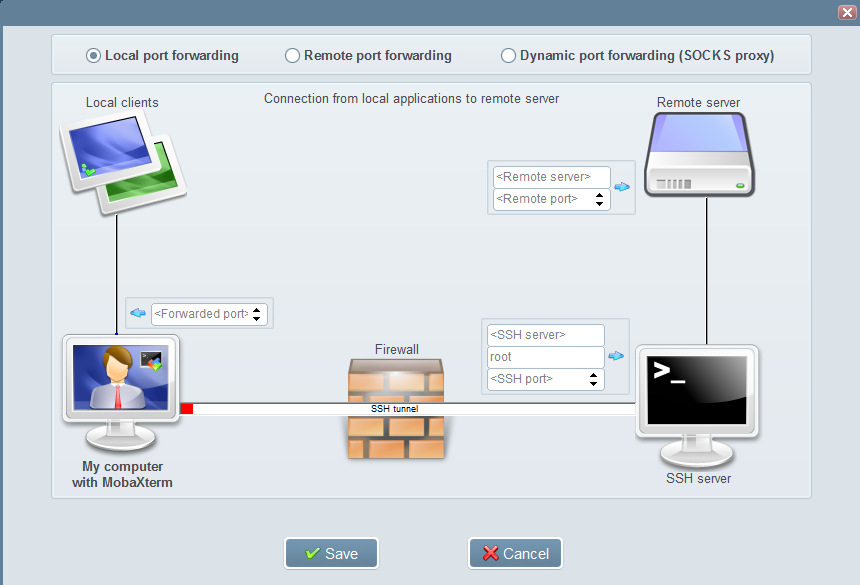 Local port forwarding
Remote port forwarding
Dynamic port forwarding (SOCKS proxy)
Local clients
Connection from local applications to remote server
Remote server
<Remote server>
<Remote port>
<Forwarded port>
<SSH server>
root
<SSH port>
Firewall
SSH tunnel
>_
My computer
with MobaXterm
SSH server
Save
Cancel